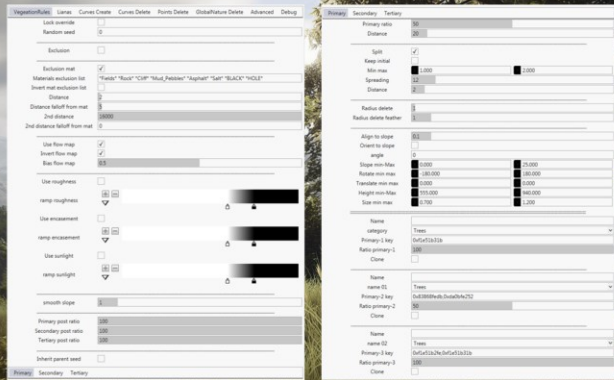 VegetionRules Lianas Curves Create Curves Delete Points Delete GlobalNature Delete Advanced Debug
Lock override
Random seed 0
Exclusion
Exclusion mat
Materials exclusion list "Fields" "Rock" "Cliff" "Mud_Pebbles" "Asphalt" "Salt" "BLACK" "HOLE"
Invert mat exclusion list
Distance 2
Distance falloff from mat 5
2nd distance 16000
2nd distance falloff from mat 0
Use flow map
Invert flow map
Bias flow map 0.5
Use roughness
ramp roughness
Use encasement
ramp encasement
Use sunlight
ramp sunlight
smooth slope 1
Primary post ratio 100
Secondary post ratio 100
Tertiary post ratio 100
Inherit parent seed
Primary Secondary Tertiary
Primary Secondary Tertiary
Primary ratio 50
Distance 20
Split
Keep initial
Min max 1.000 2.000
Spreading 12
Distance 2
Radius delete
Radius delete feather 1
Align to slope 0.1
Orient to slope
angle 0
Slope min-Max 0.000 25.000
Rotate min max -180.000 180.000
Translate min max 0.000 0.000
Height min-Max 555.000 940.000
Size min max 0.700 1.200
Name
category Trees
Primary-1 key 0xf1e51b31b
Ratio primary-1 100
Clone
Name
name 01 Trees
Primary-2 key
Ratio primary-2 50
Clone
Name
name 02 Trees
Primary-3 key 0xf1e51b2fe,0xf1e51b31b
Ratio primary-3 100
Clone